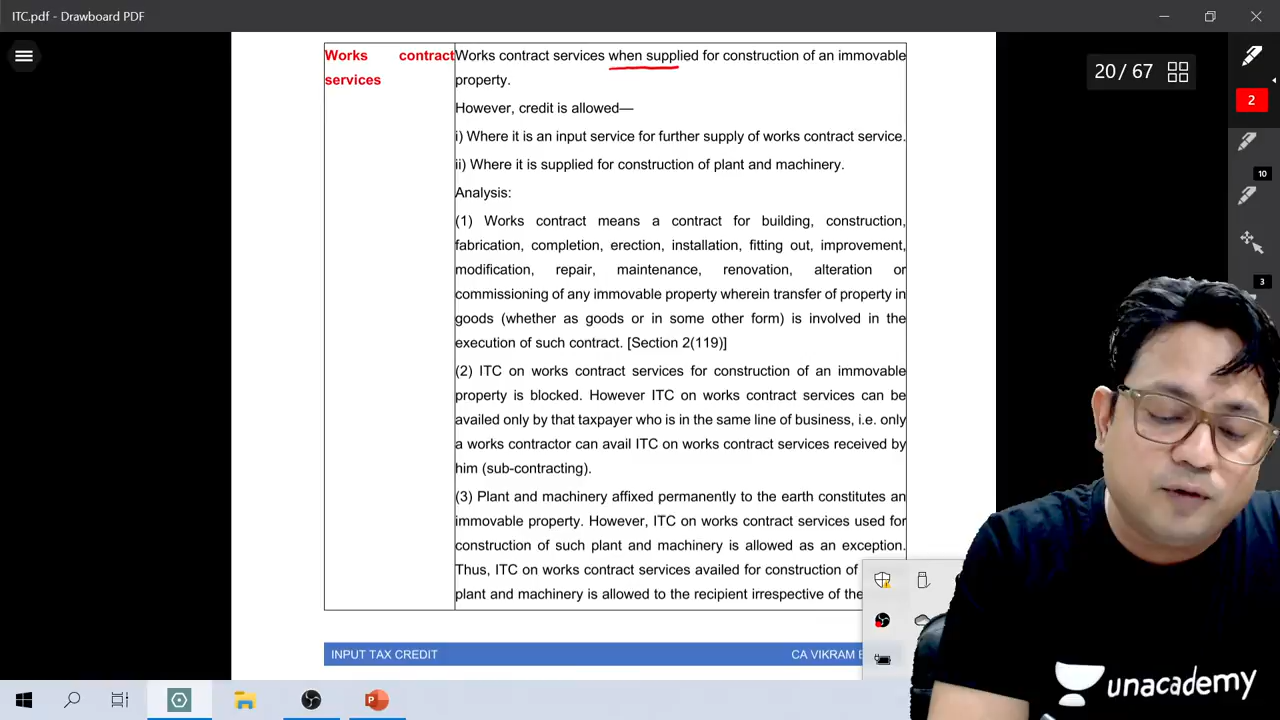 ITC.pdf - Drawboard PDF
20 / 67
2
10
3
Works contract services
Works contract services when supplied for construction of an immovable
property.
However, credit is allowed—
i) Where it is an input service for further supply of works contract service.
ii) Where it is supplied for construction of plant and machinery.
Analysis:
(1) Works contract means a contract for building, construction,
fabrication, completion, erection, installation, fitting out, improvement,
modification, repair, maintenance, renovation, alteration or
commissioning of any immovable property wherein transfer of property in
goods (whether as goods or in some other form) is involved in the
execution of such contract. [Section 2(119)]
(2) ITC on works contract services for construction of an immovable
property is blocked. However ITC on works contract services can be
availed only by that taxpayer who is in the same line of business, i.e. only
a works contractor can avail ITC on works contract services received by
him (sub-contracting).
(3) Plant and machinery affixed permanently to the earth constitutes an
immovable property. However, ITC on works contract services used for
construction of such plant and machinery is allowed as an exception.
Thus, ITC on works contract services availed for construction of
plant and machinery is allowed to the recipient irrespective of the
INPUT TAX CREDIT
CA VIKRAM
unacademy